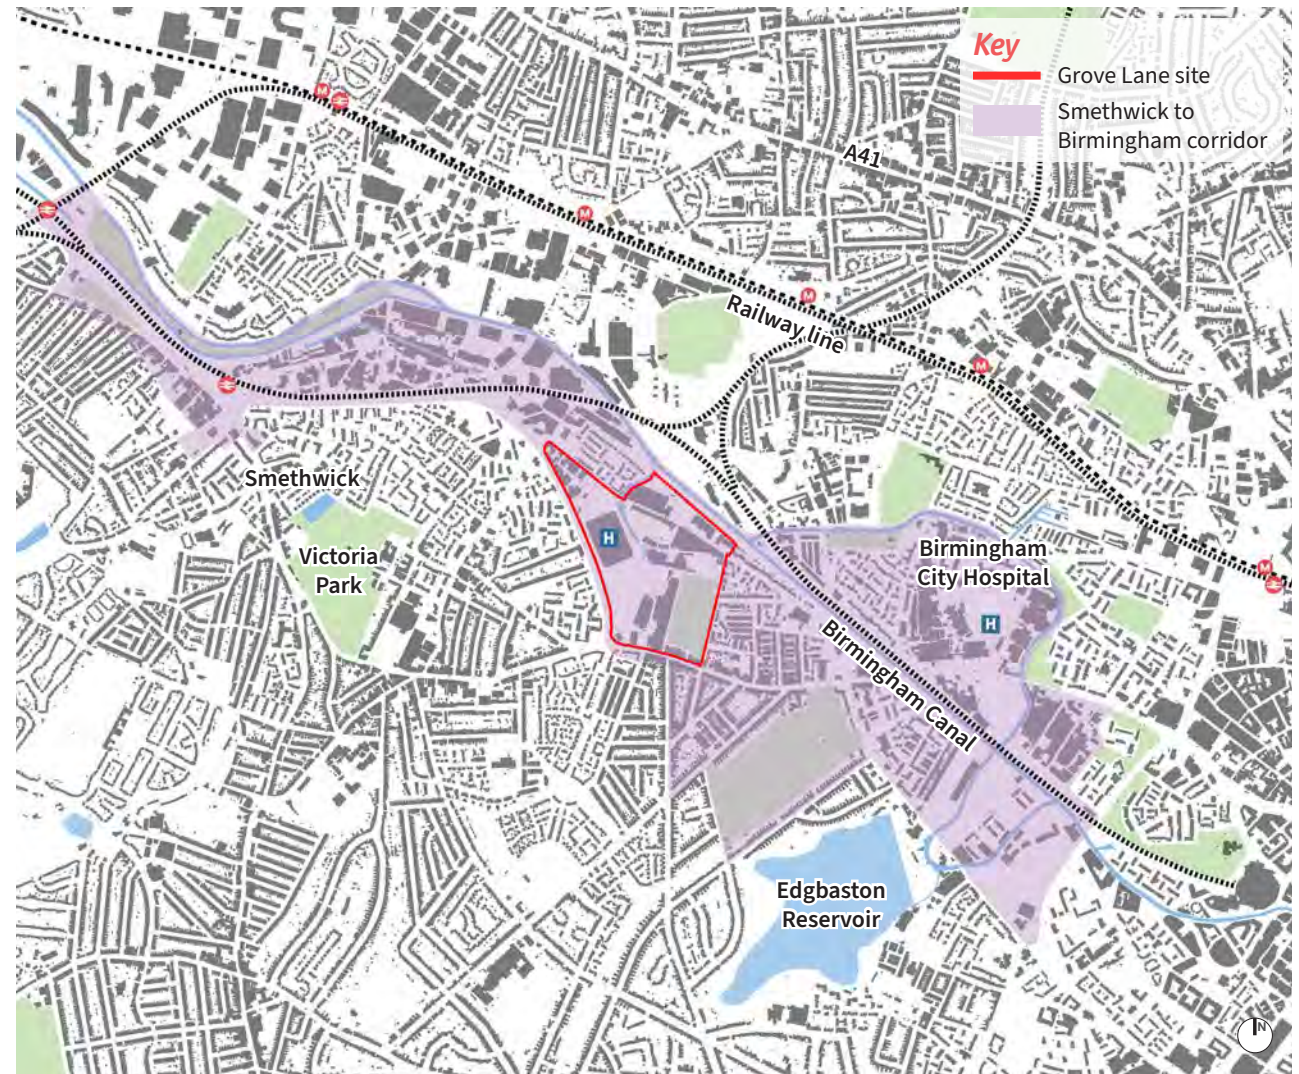 Key
Grove Lane site
Smethwick to
Birmingham corridor
M
A41
M
M
Railway line
M
Smethwick
Victoria
Park
H
Birmingham
City Hospital
H
M
Birmingham Canal
Edgbaston
Reservoir
N